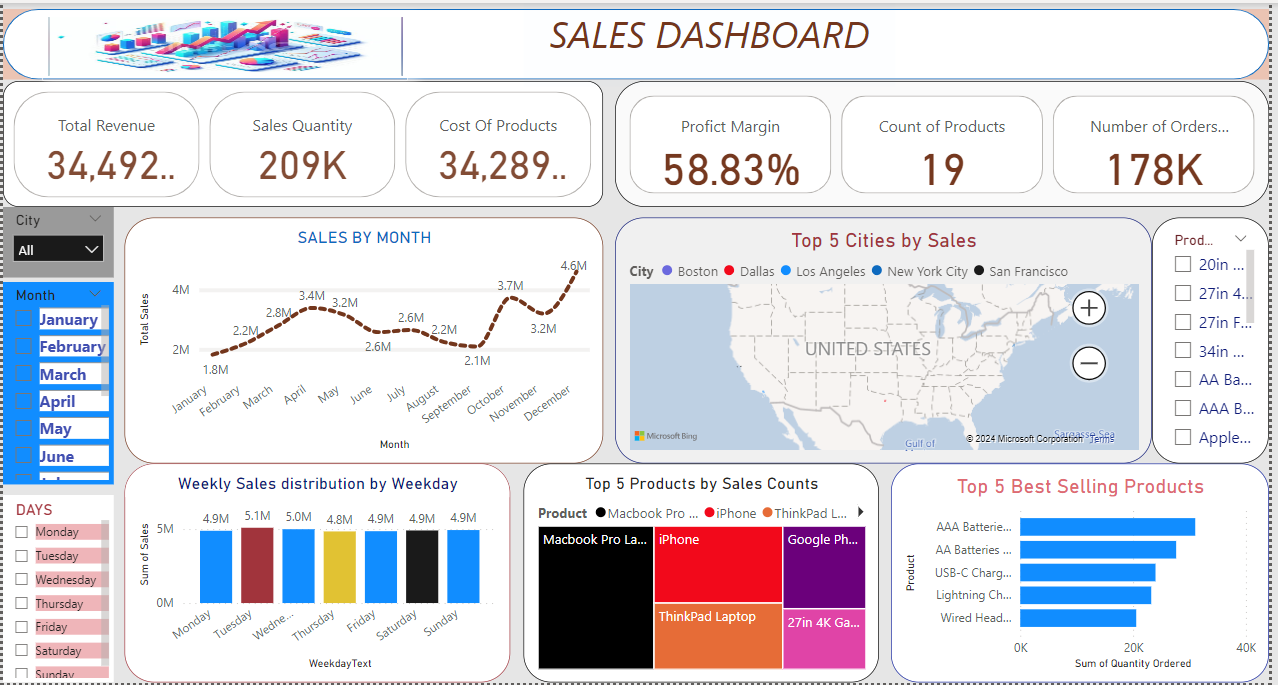 SALES DASHBOARD
Total Revenue
34,492..
Sales Quantity
209K
Cost Of Products
34,289..
Profict Margin
58.83%
Count of Products
19
Number of Orders...
178K
City
All
Month
January
February
March
April
May
June
DAYS
Monday
Tuesday
Wednesday
Thursday
Friday
Saturday
Sunday
SALES BY MONTH
Total Sales
4M
2M
1.8M
2.2M
2.8M
3.4M
3.2M
2.6M
2.6M
2.2M
2.1M
3.7M
3.2M
4.6M
January
February
March
April
May
June
July
August
September
October
November
December
Month
Top 5 Cities by Sales
City Boston Dallas Los Angeles New York City San Francisco
UNITED STATES
Microsoft Bing
Gulf of
Sargasso Sea
© 2024 Microsoft Corporation Terms
Prod...
20in ...
27in 4...
27in F...
34in ...
AA Ba...
AAA B...
Apple...
Weekly Sales distribution by Weekday
Sum of Sales
5M
0M
4.9M
5.1M
5.0M
4.8M
4.9M
4.9M
4.9M
Monday
Tuesday
Wedne...
Thursday
Friday
Saturday
Sunday
WeekdayText
Top 5 Products by Sales Counts
Product Macbook Pro ... iPhone ThinkPad L...
Macbook Pro La...
iPhone
ThinkPad Laptop
Google Ph...
27in 4K Ga...
Top 5 Best Selling Products
Product
AAA Batterie...
AA Batteries ...
USB-C Charg...
Lightning Ch...
Wired Head...
0K
20K
40K
Sum of Quantity Ordered